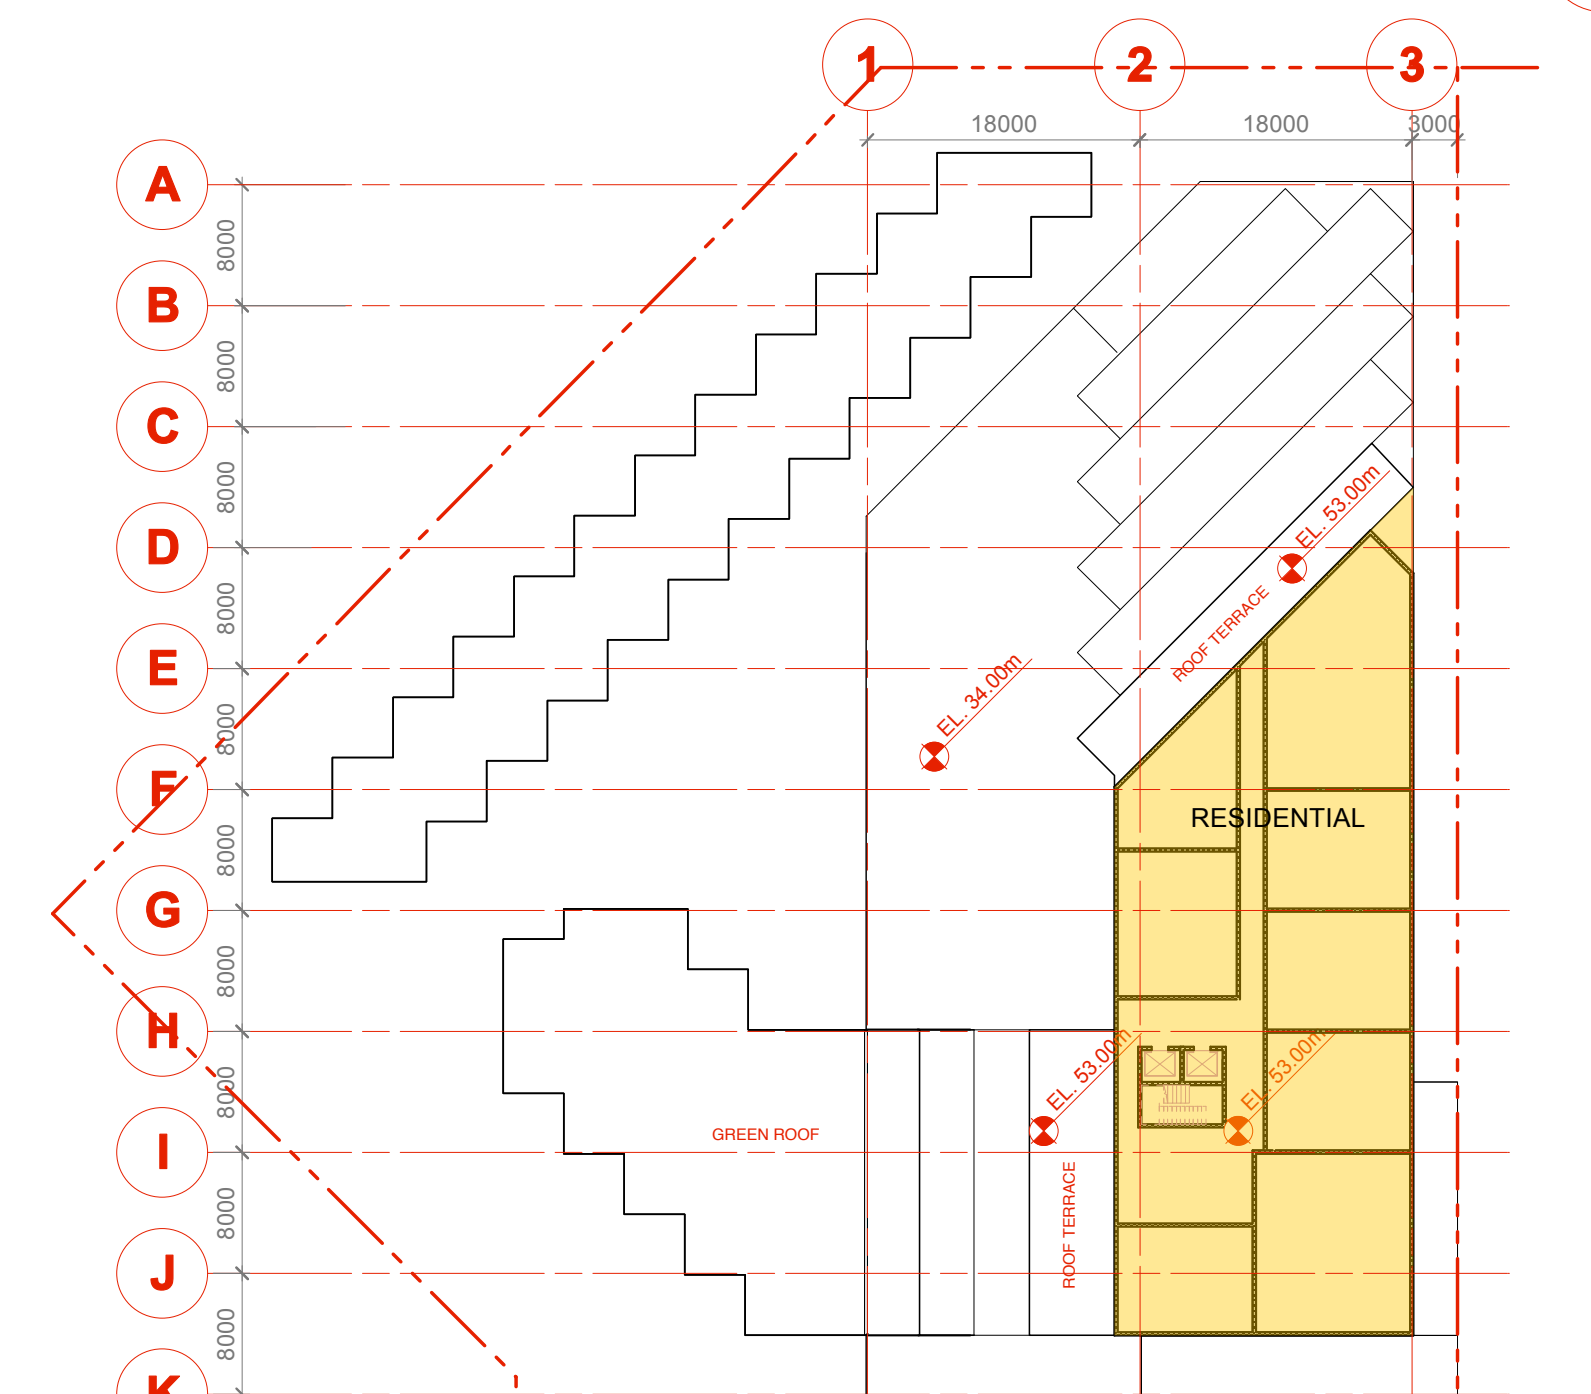 1
2
3
18000
18000
3000
A
8000
B
8000
C
8000
D
8000
E
8000
F
8000
G
8000
H
8000
I
8000
J
8000
K
EL. 53.00m
ROOF TERRACE
EL. 34.00m
RESIDENTIAL
EL. 53.00m
EL. 53.00m
GREEN ROOF
ROOF TERRACE